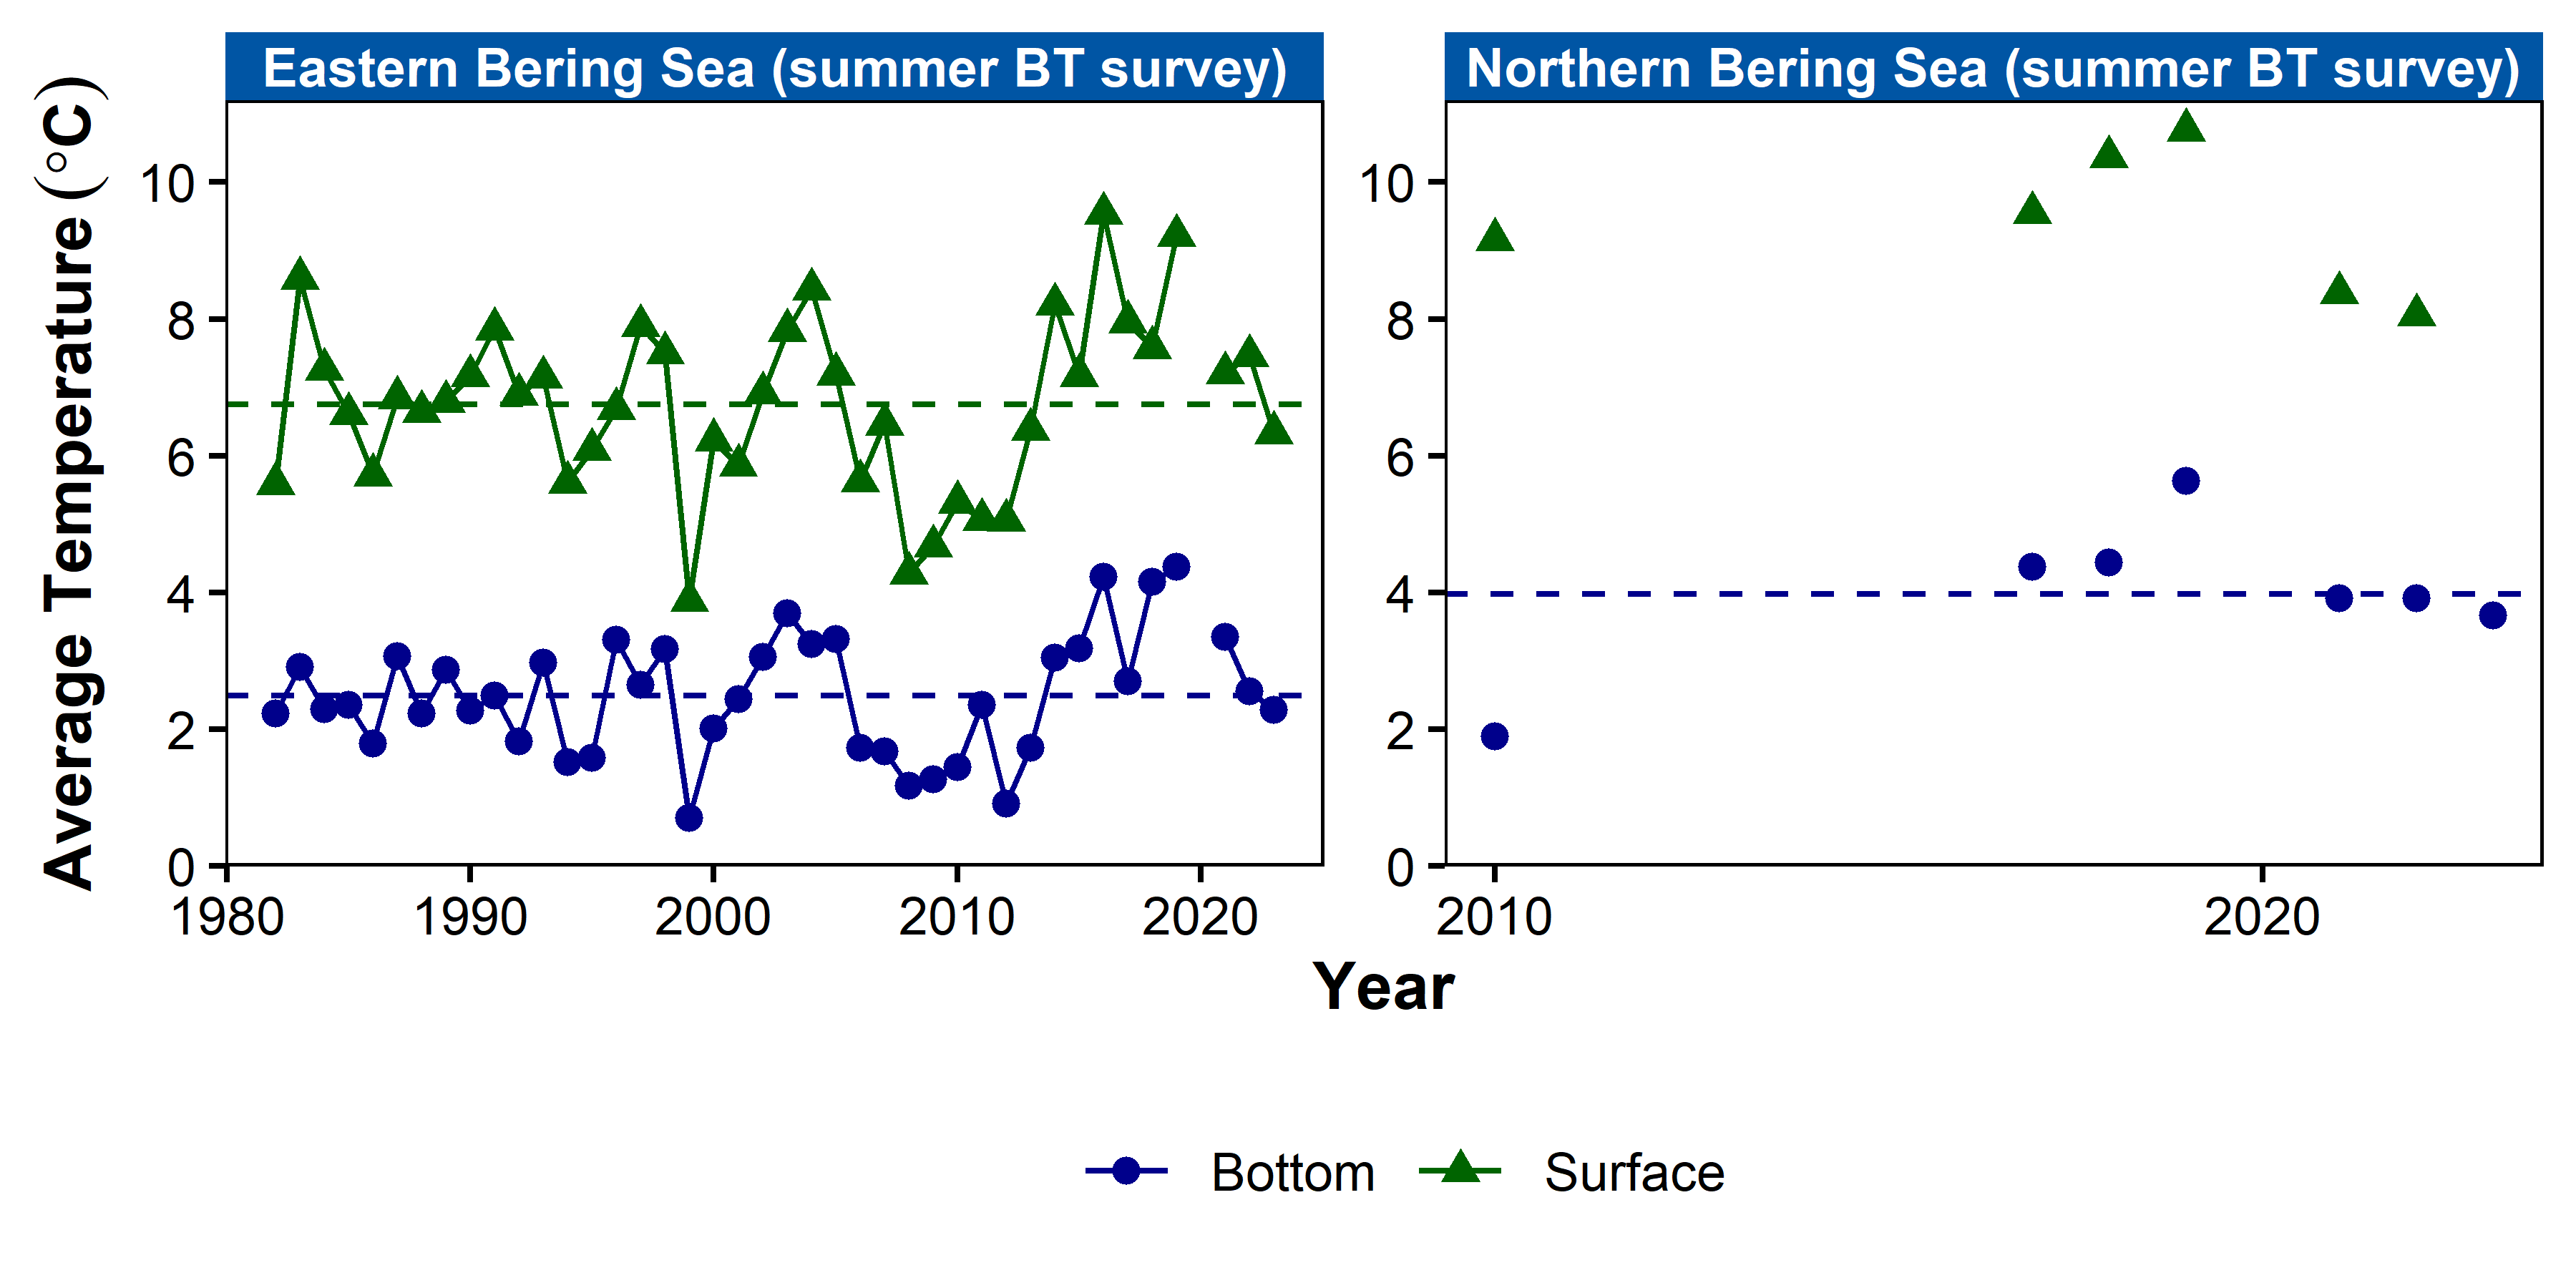 Eastern Bering Sea (summer BT survey)
Northern Bering Sea (summer BT survey)
Average Temperature (°C)
10
8
6
4
2
0
10
8
6
4
2
0
1980 1990 2000 2010 2020
2010 2020
Year
Bottom Surface